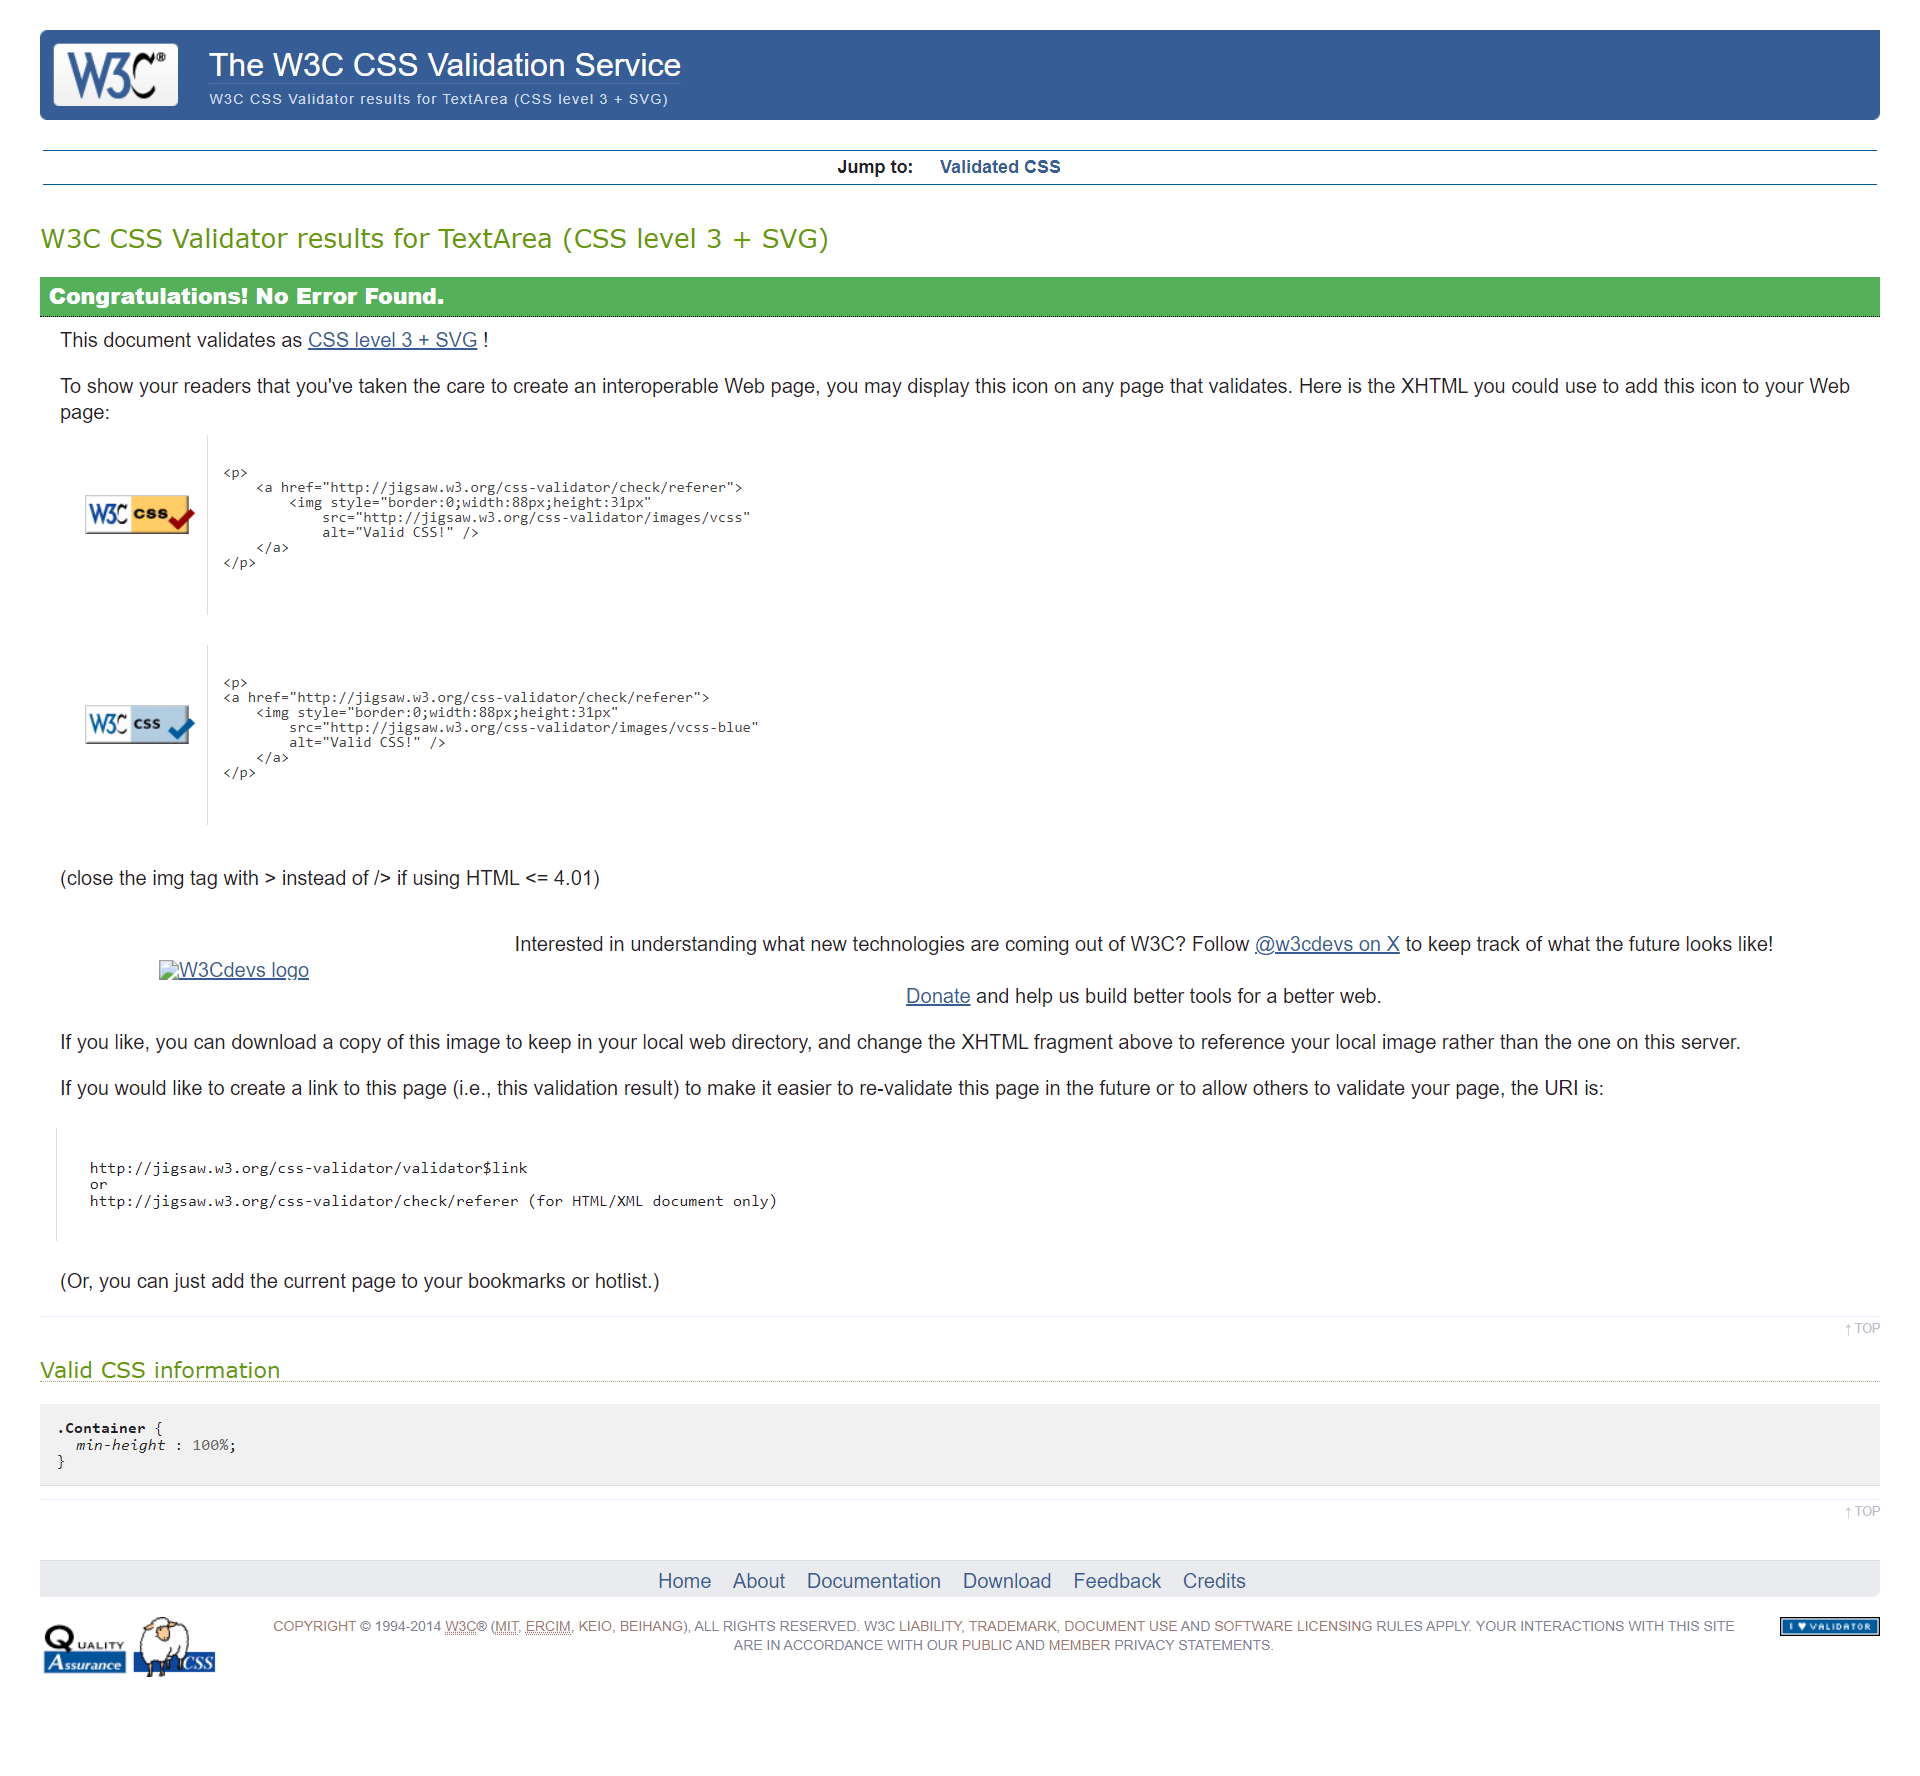 W3C®
The W3C CSS Validation Service
W3C CSS Validator results for TextArea (CSS level 3 + SVG)
Jump to: Validated CSS
W3C CSS Validator results for TextArea (CSS level 3 + SVG)
Congratulations! No Error Found.
This document validates as CSS level 3 + SVG !
To show your readers that you've taken the care to create an interoperable Web page, you may display this icon on any page that validates. Here is the XHTML you could use to add this icon to your Web
page:
W3C css
<p>
    <a href="http://jigsaw.w3.org/css-validator/check/referer">
        <img style="border:0;width:88px;height:31px"
            src="http://jigsaw.w3.org/css-validator/images/vcss"
            alt="Valid CSS!" />
    </a>
</p>
W3C css
<p>
<a href="http://jigsaw.w3.org/css-validator/check/referer">
    <img style="border:0;width:88px;height:31px"
        src="http://jigsaw.w3.org/css-validator/images/vcss-blue"
        alt="Valid CSS!" />
    </a>
</p>
(close the img tag with > instead of /> if using HTML <= 4.01)
Interested in understanding what new technologies are coming out of W3C? Follow @w3cdevs on X to keep track of what the future looks like!
W3Cdevs logo
Donate and help us build better tools for a better web.
If you like, you can download a copy of this image to keep in your local web directory, and change the XHTML fragment above to reference your local image rather than the one on this server.
If you would like to create a link to this page (i.e., this validation result) to make it easier to re-validate this page in the future or to allow others to validate your page, the URI is:
http://jigsaw.w3.org/css-validator/validator$link
or
http://jigsaw.w3.org/css-validator/check/referer (for HTML/XML document only)
(Or, you can just add the current page to your bookmarks or hotlist.)
↑ TOP
Valid CSS information
.Container {
  min-height : 100%;
}
↑ TOP
Home About Documentation Download Feedback Credits
Quality
Assurance
CSS
COPYRIGHT © 1994-2014 W3C® (MIT, ERCIM, KEIO, BEIHANG), ALL RIGHTS RESERVED. W3C LIABILITY, TRADEMARK, DOCUMENT USE AND SOFTWARE LICENSING RULES APPLY. YOUR INTERACTIONS WITH THIS SITE
ARE IN ACCORDANCE WITH OUR PUBLIC AND MEMBER PRIVACY STATEMENTS.
I ♥ VALIDATOR